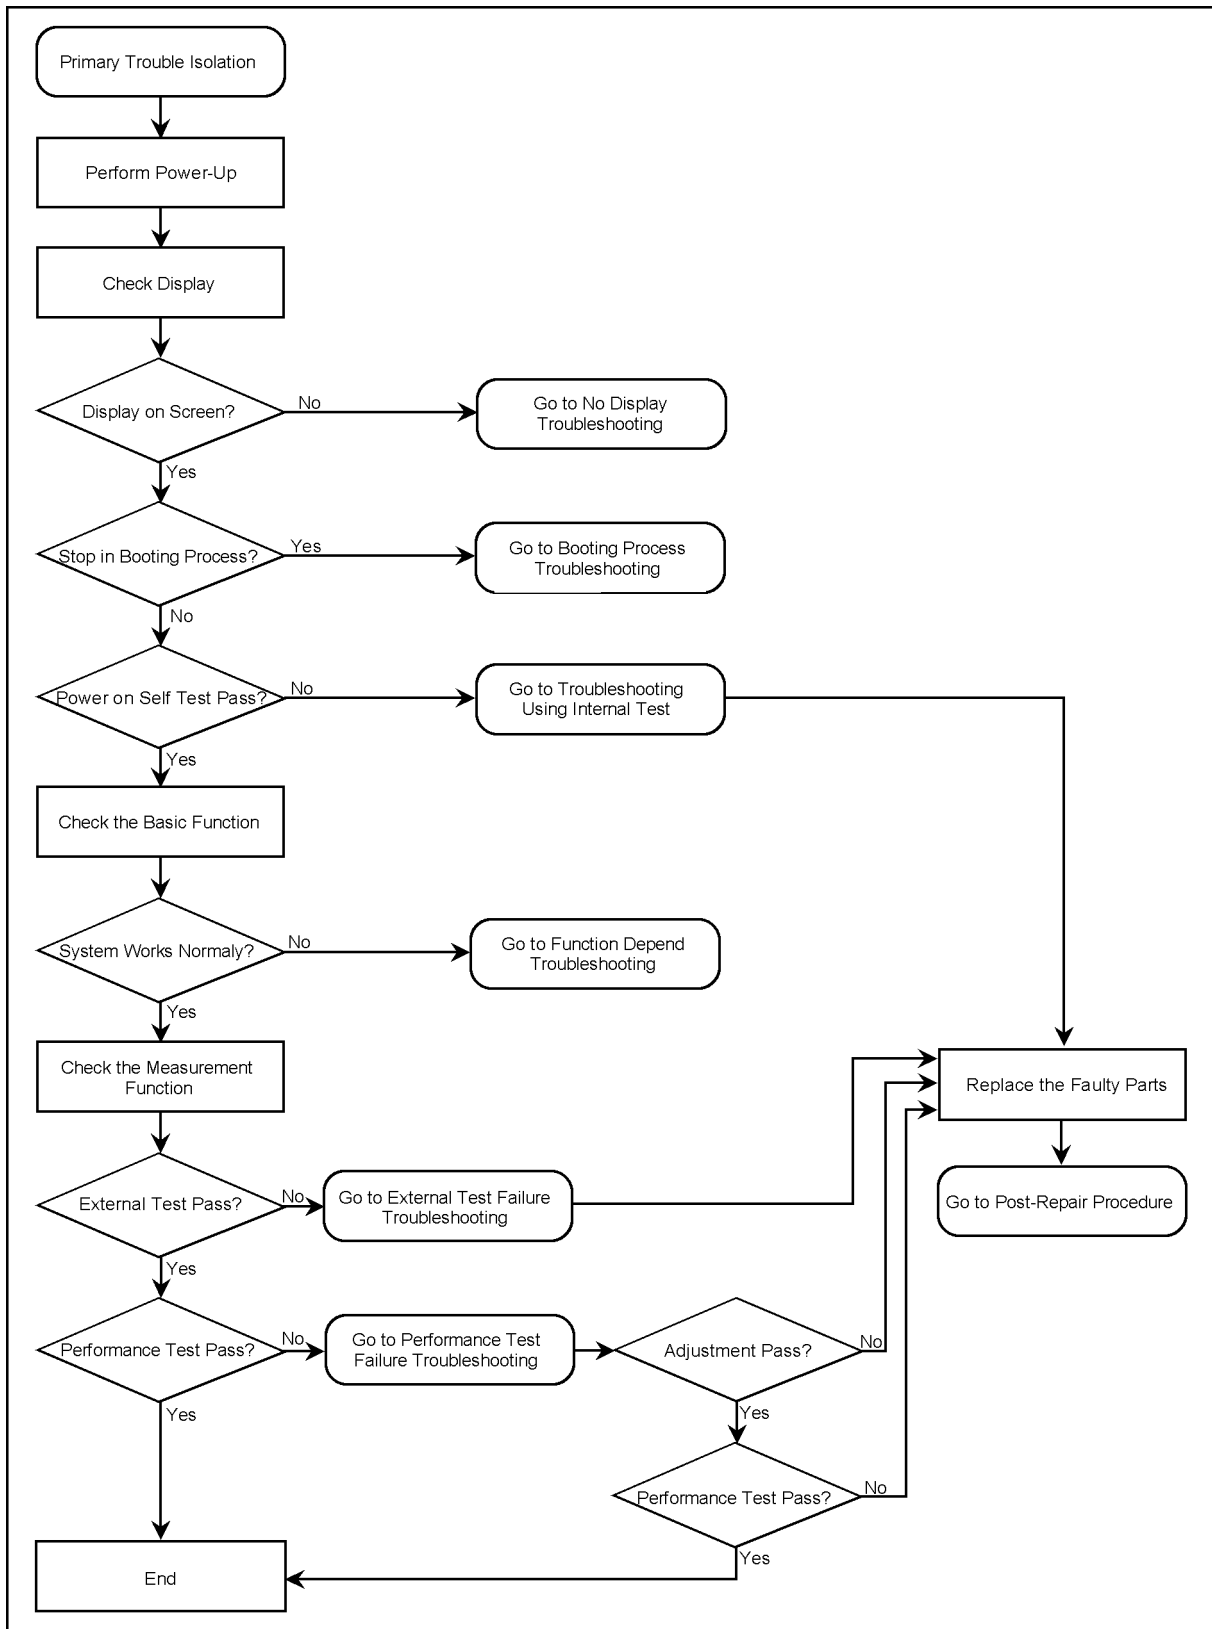 Primary Trouble Isolation
Perform Power-Up
Check Display
Display on Screen?
No
Go to No Display
Troubleshooting
Yes
Stop in Booting Process?
Yes
Go to Booting Process
Troubleshooting
No
Power on Self Test Pass?
No
Go to Troubleshooting
Using Internal Test
Yes
Check the Basic Function
System Works Normaly?
No
Go to Function Depend
Troubleshooting
Yes
Check the Measurement
Function
Replace the Faulty Parts
External Test Pass?
No
Go to External Test Failure
Troubleshooting
Go to Post-Repair Procedure
Yes
Performance Test Pass?
No
Go to Performance Test
Failure Troubleshooting
Adjustment Pass?
No
Yes
Yes
Performance Test Pass?
No
Yes
End